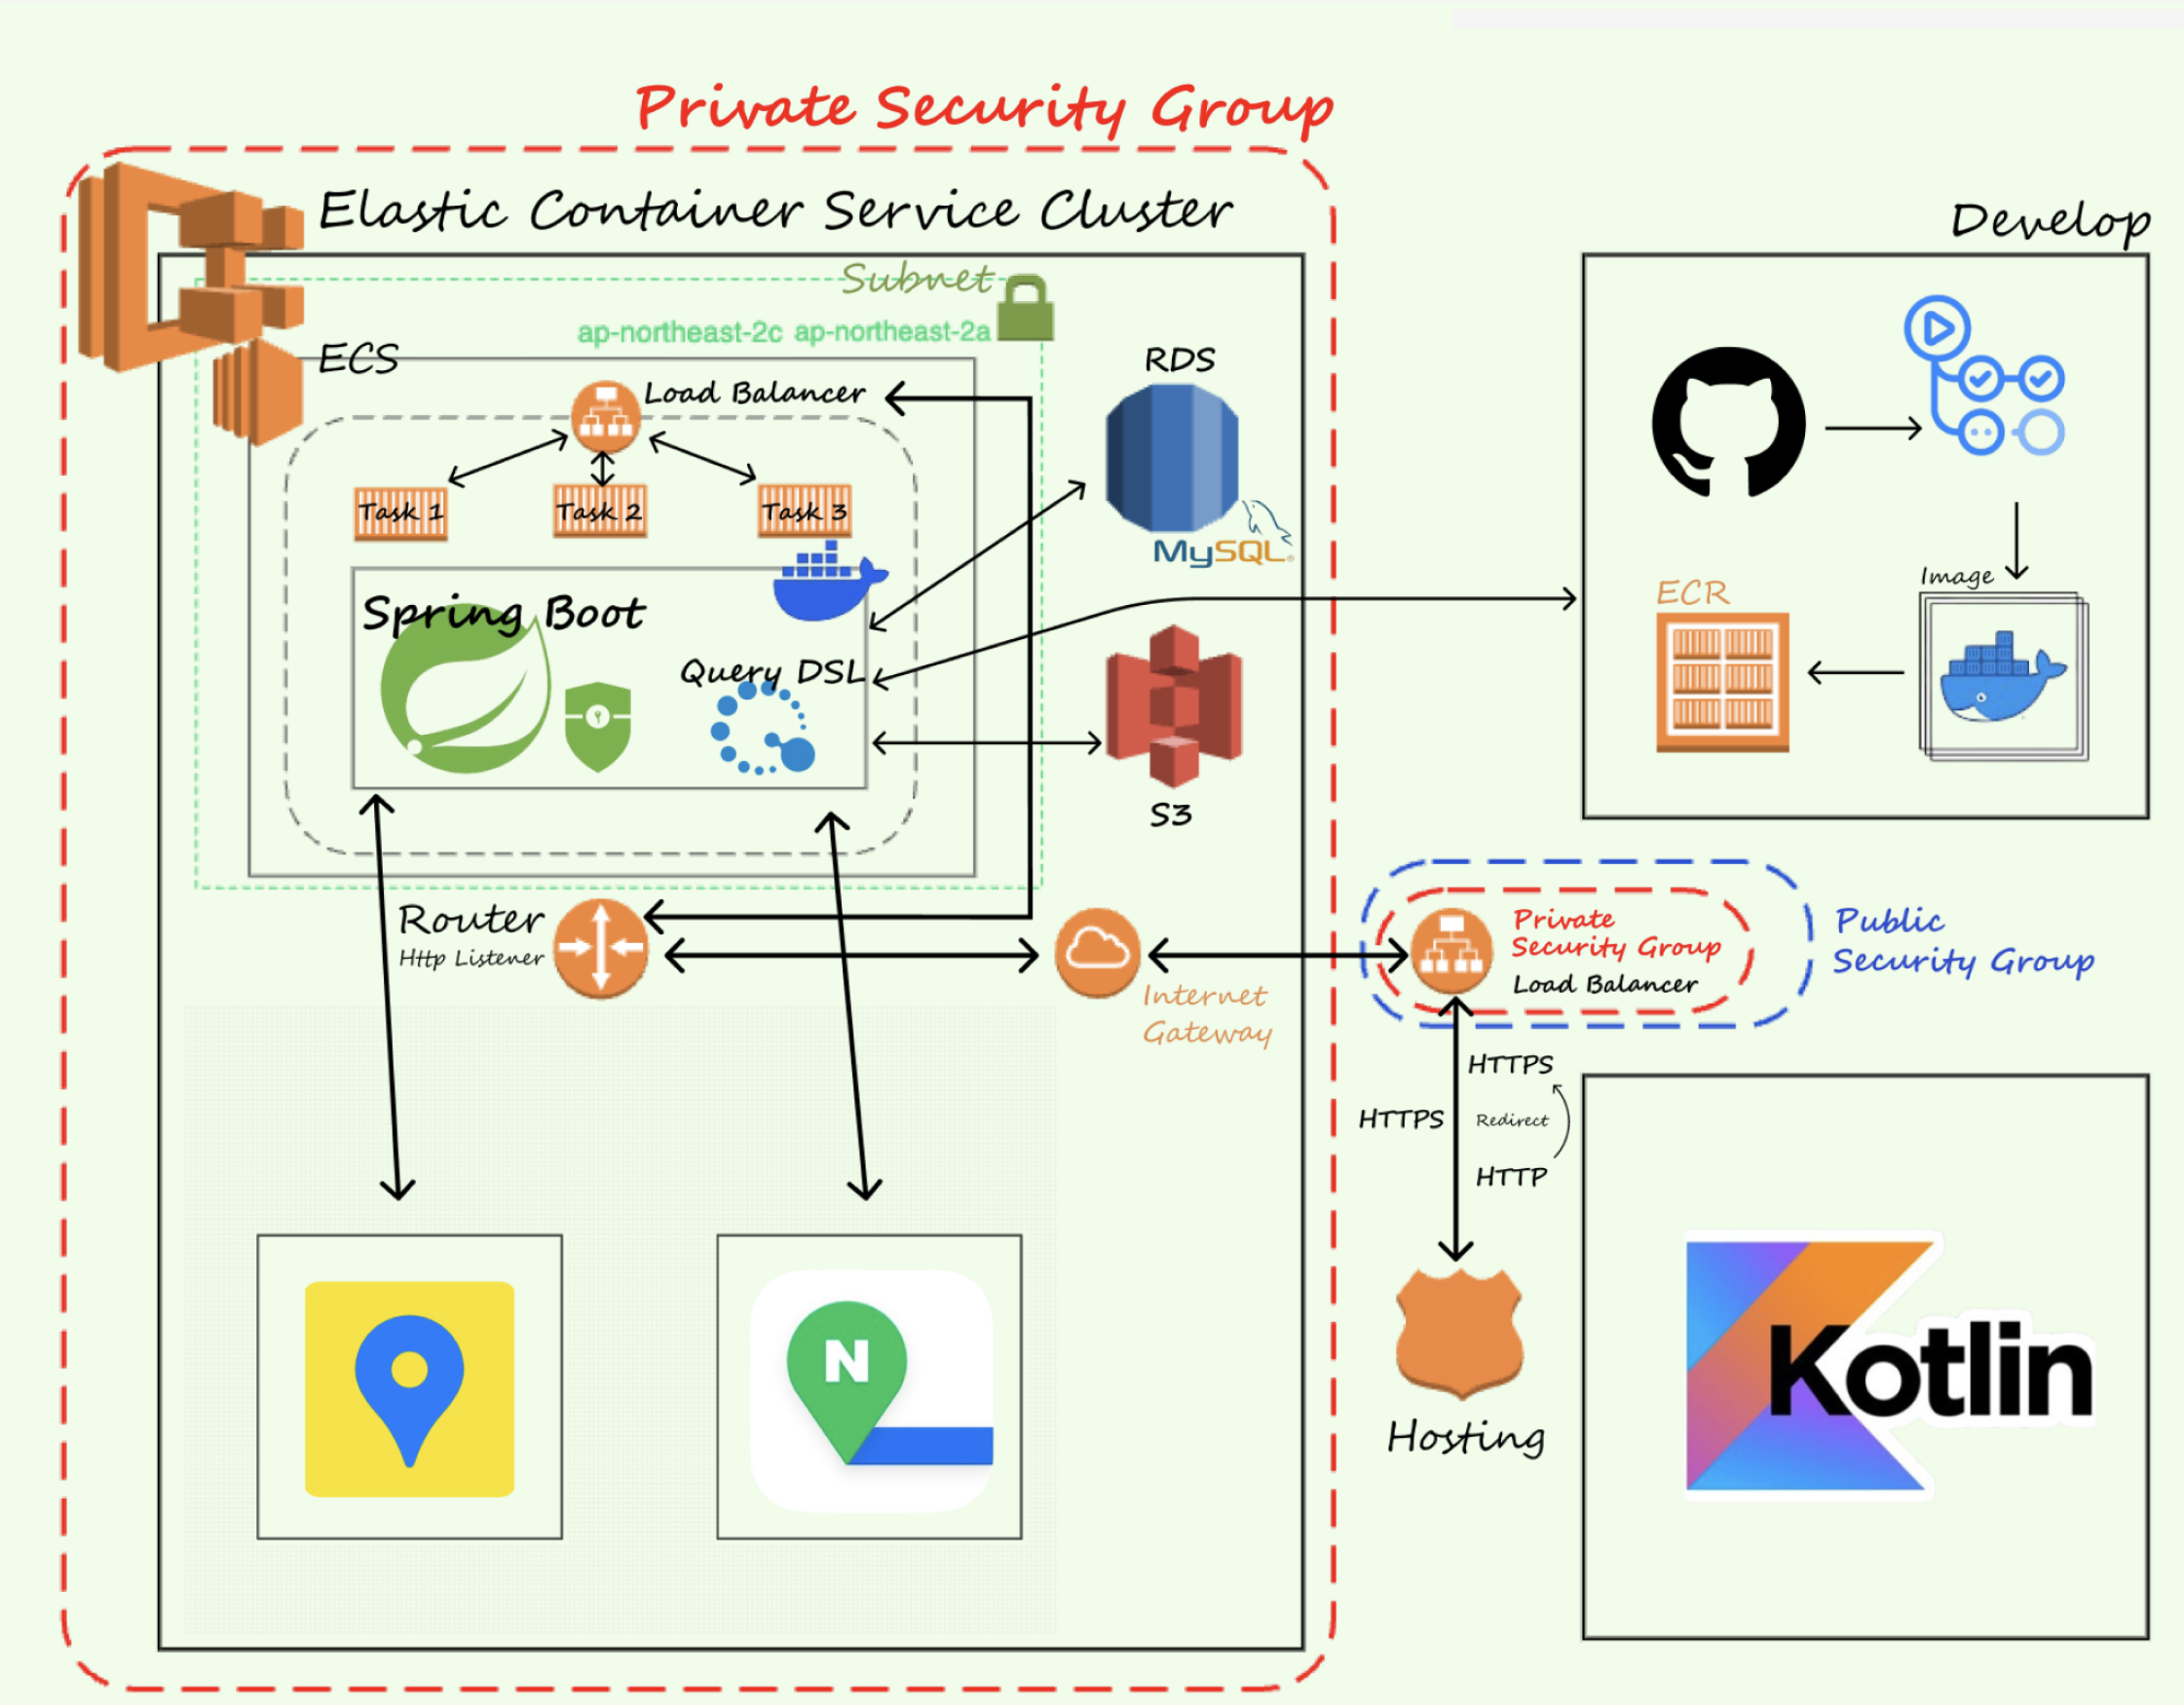 Private Security Group
Elastic Container Service Cluster
Develop
Subnet
ap-northeast-2c ap-northeast-2a
ECS
Load Balancer
RDS
Task 1
Task 2
Task 3
MySQL®
Image
ECR
Spring Boot
Query DSL
S3
Router
Http Listener
Internet
Gateway
Private
Security Group
Load Balancer
Public
Security Group
HTTPS
HTTPS
Redirect
HTTP
N
Kotlin
Hosting